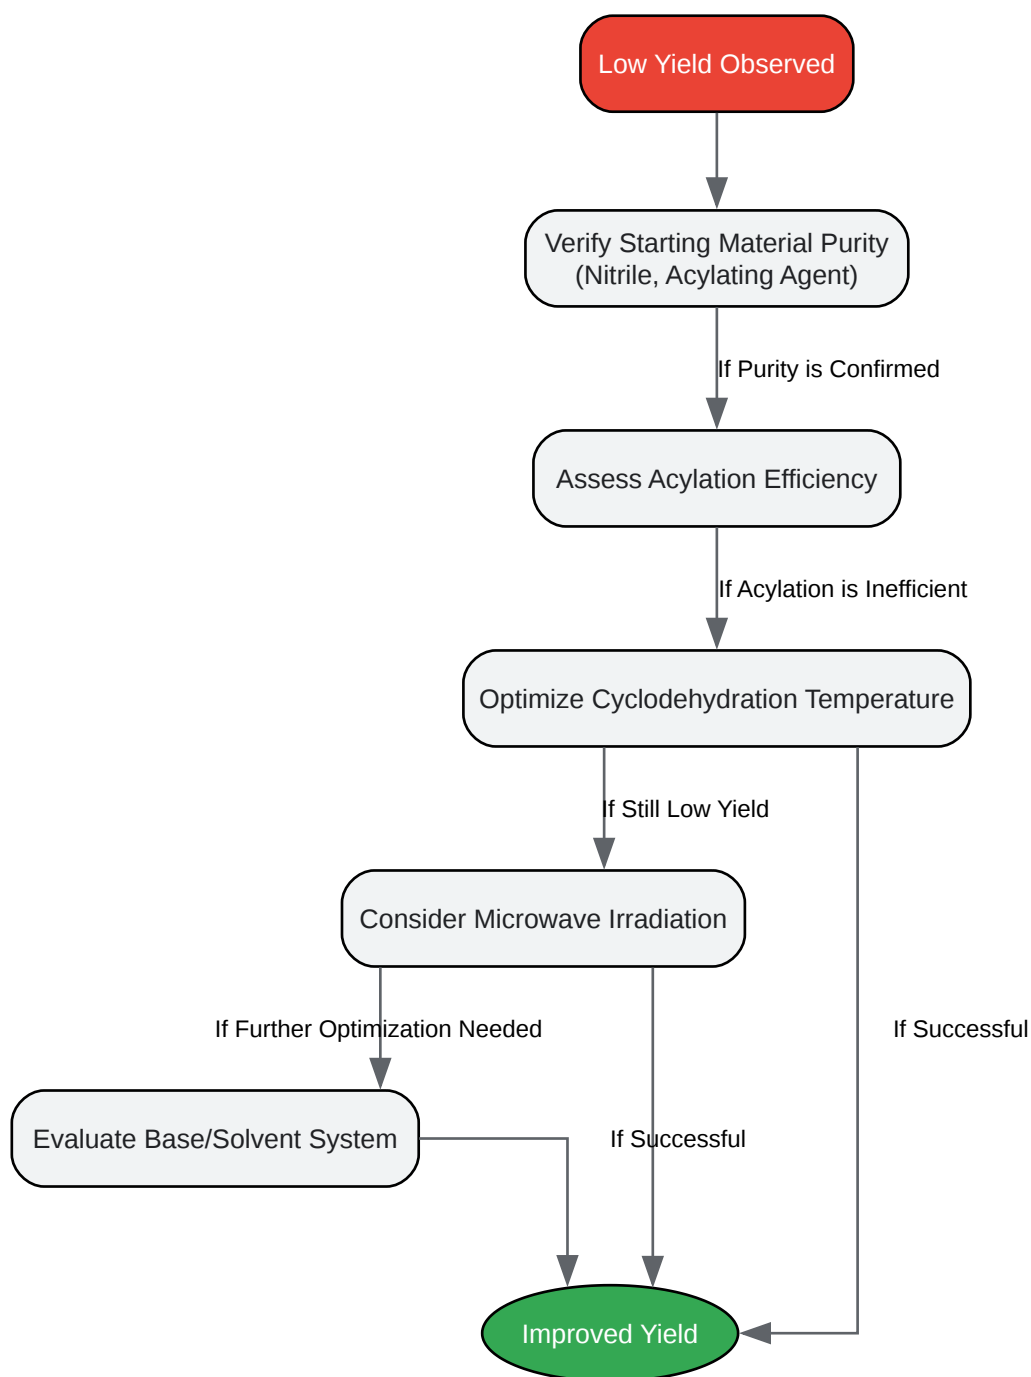 Low Yield Observed
Verify Starting Material Purity
(Nitrile, Acylating Agent)
If Purity is Confirmed
Assess Acylation Efficiency
If Acylation is Inefficient
Optimize Cyclodehydration Temperature
If Still Low Yield
Consider Microwave Irradiation
If Further Optimization Needed
If Successful
Evaluate Base/Solvent System
If Successful
Improved Yield